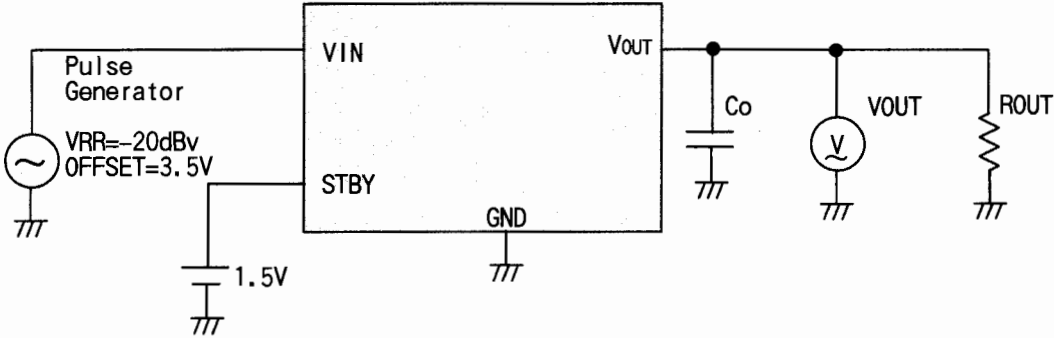 VIN
VOUT
Pulse
Generator
VRR=-20dBv
OFFSET=3.5V
Co
VOUT
ROUT
V
STBY
GND
1.5V